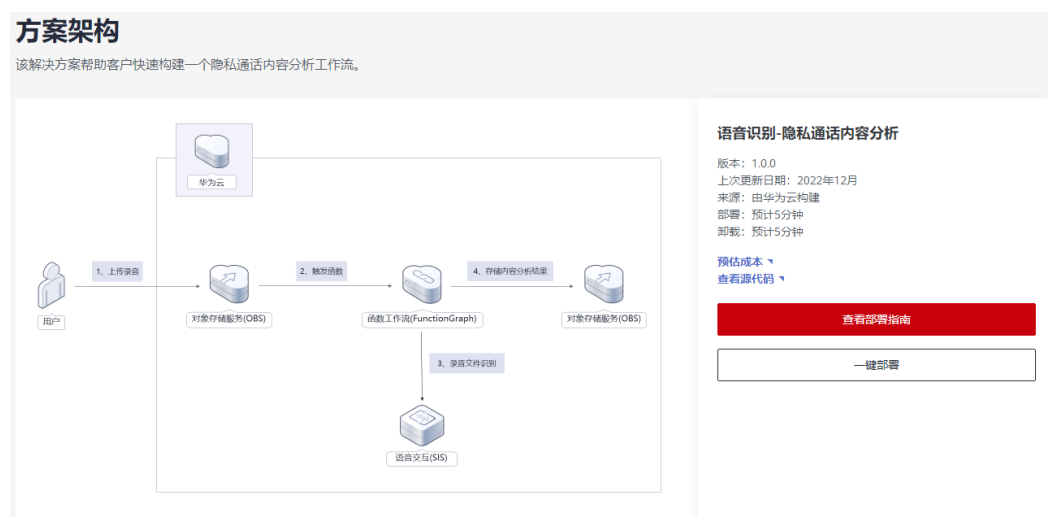 方案架构
该解决方案帮助客户快速构建一个隐私通话内容分析工作流。
华为云
1、上传录音
2、触发函数
4、存储内容分析结果
用户
对象存储服务(OBS)
函数工作流(FunctionGraph)
对象存储服务(OBS)
3、录音文件识别
语音交互(SIS)
语音识别-隐私通话内容分析
版本：1.0.0
上次更新日期：2022年12月
来源：由华为云构建
部署：预计5分钟
卸载：预计5分钟
预估成本
查看源代码
查看部署指南
一键部署